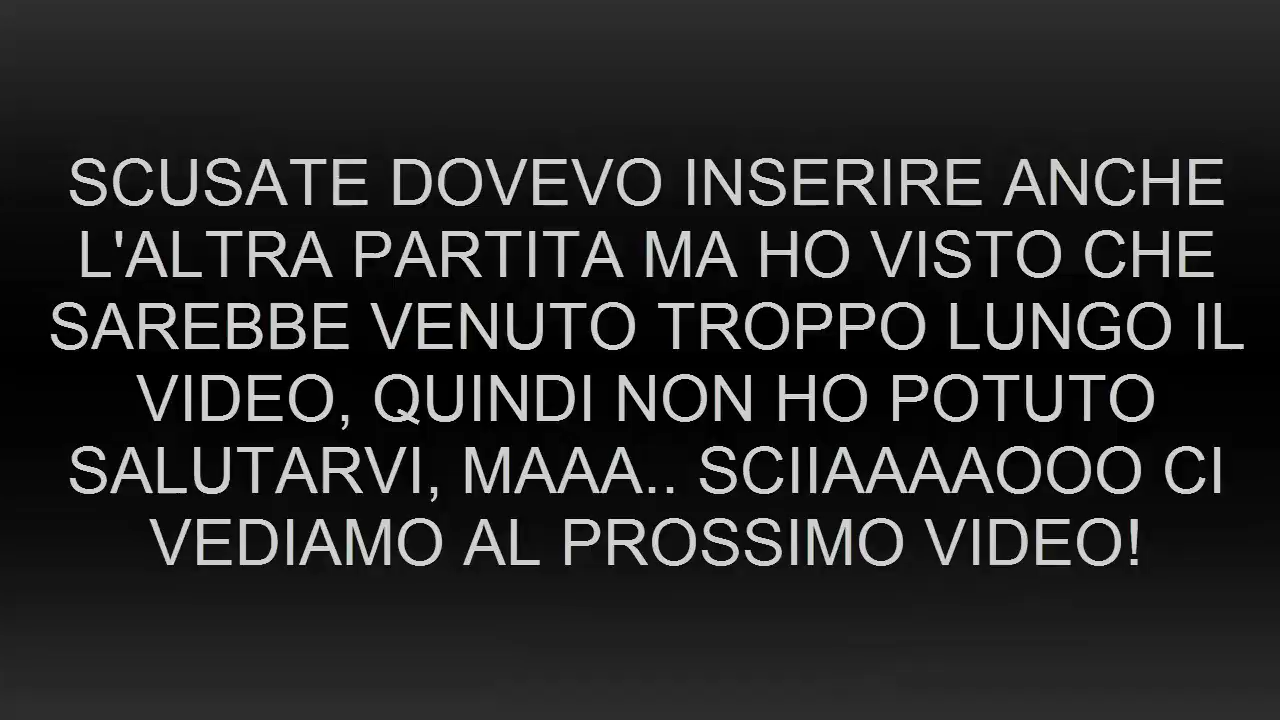 SCUSATE DOVEVO INSERIRE ANCHE
L'ALTRA PARTITA MA HO VISTO CHE
SAREBBE VENUTO TROPPO LUNGO IL
VIDEO, QUINDI NON HO POTUTO
SALUTARVI, MAAA.. SCIIAAAAOOO CI
VEDIAMO AL PROSSIMO VIDEO!